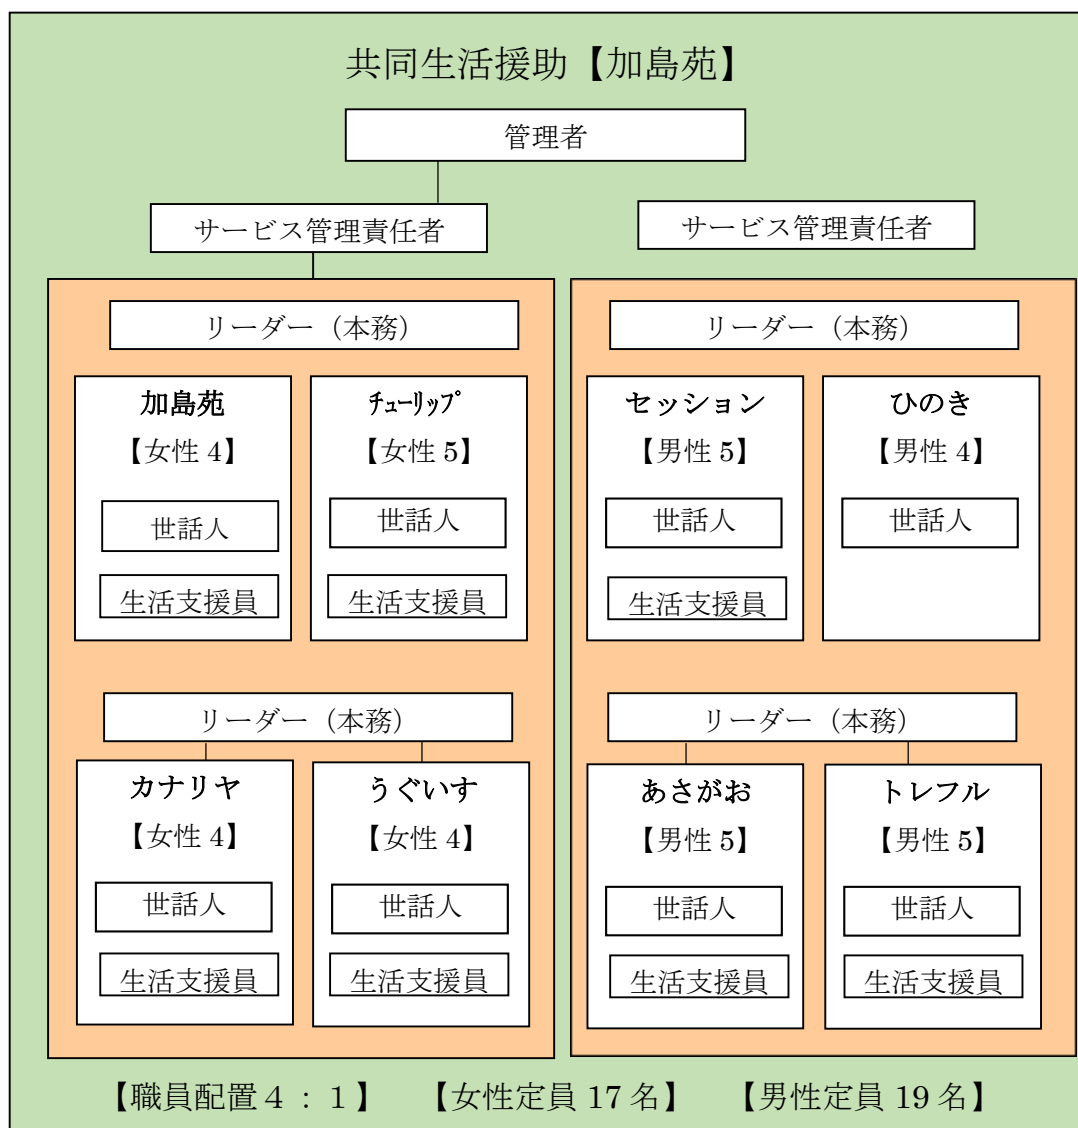 共同生活援助【加島苑】
管理者
サービス管理責任者
サービス管理責任者
リーダー（本務）
加島苑
【女性 4】
世話人
生活支援員
ﾁｭｰﾘｯﾌﾟ
【女性 5】
世話人
生活支援員
リーダー（本務）
カナリヤ
【女性 4】
世話人
生活支援員
うぐいす
【女性 4】
世話人
生活支援員
リーダー（本務）
セッション
【男性 5】
世話人
生活支援員
ひのき
【男性 4】
世話人
リーダー（本務）
あさがお
【男性 5】
世話人
生活支援員
トレフル
【男性 5】
世話人
生活支援員
【職員配置４：１】 【女性定員 17 名】 【男性定員 19 名】